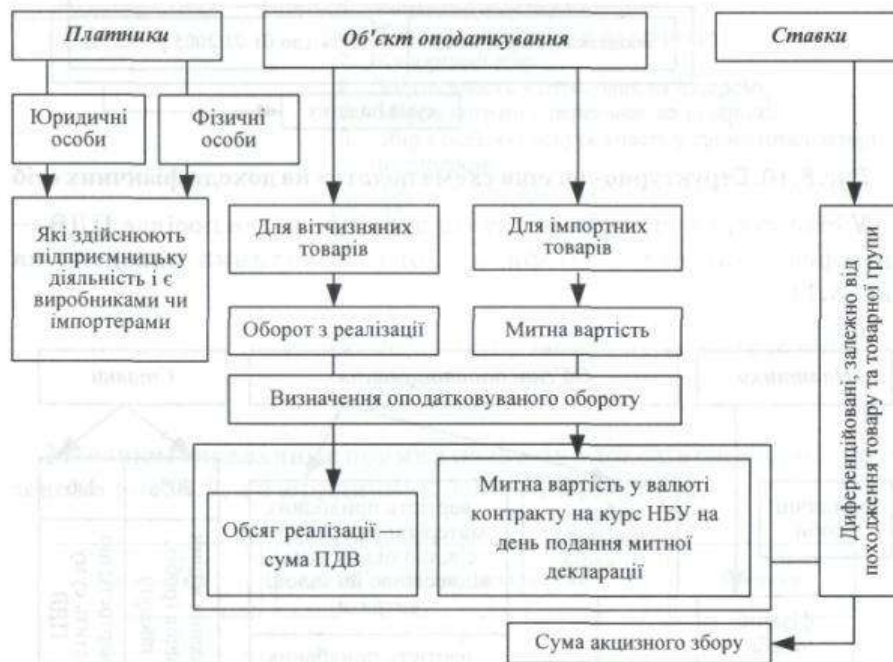 Платники
Об'єкт оподаткування
Ставки
Юридичні
особи
Фізичні
особи
Які здійснюють
підприємницьку
діяльність і є
виробниками чи
імпортерами
Для вітчизняних
товарів
Для імпортних
товарів
Оборот з реалізації
Митна вартість
Визначення оподатковуваного обороту
Обсяг реалізації —
сума ПДВ
Митна вартість у валюті
контракту на курс НБУ на
день подання митної
декларації
Диференційовані, залежно від
походження товару та товарної групи
Сума акцизного збору